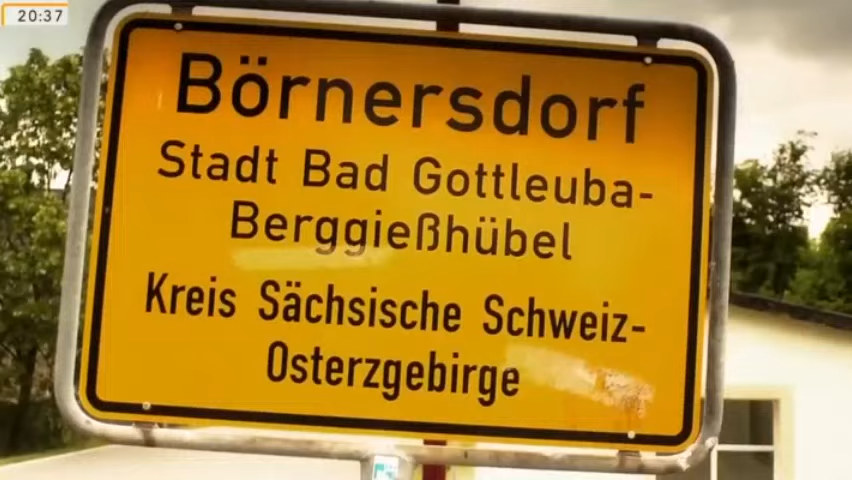 20:37
Börnersdorf
Stadt Bad Gottleuba-
Berggießhübel
Kreis Sächsische Schweiz-
Osterzgebirge